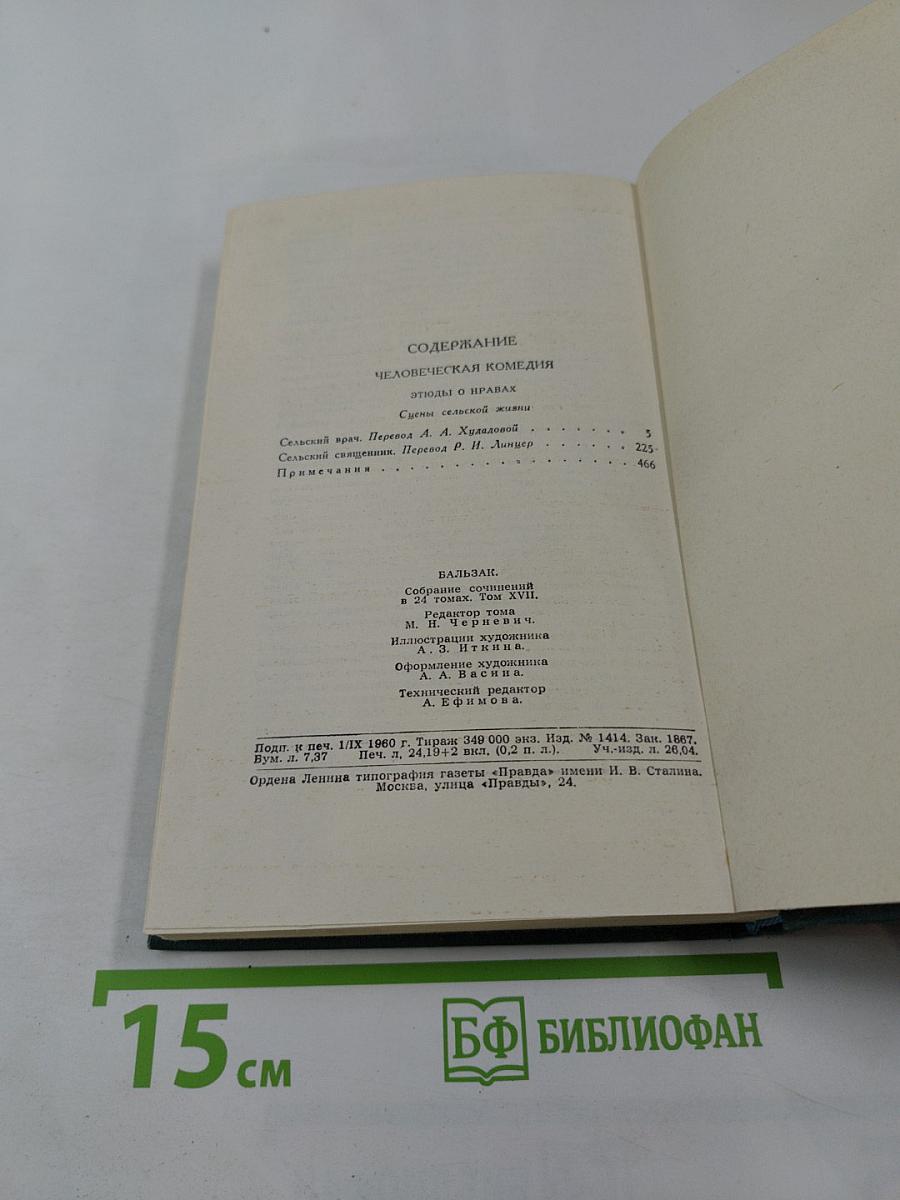 СОДЕРЖАНИЕ
ЧЕЛОВЕЧЕСКАЯ КОМЕДИЯ
ЭТЮДЫ О НРАВАХ
Сцены сельской жизни
Сельский врач. Перевод А. А. Худадовой . . . . . . . 5
Сельский священник. Перевод Р. И. Линцер . . . . . . 225
Примечания . . . . . . . . . . . . . . . . . 466
БАЛЬЗАК.
Собрание сочинений
в 24 томах. Том XVII.
Редактор тома
М. Н. Черневич.
Иллюстрации художника
А. З. Иткина.
Оформление художника
А. А. Васина.
Технический редактор
А. Ефимова.
Подп. к печ. 1/IX 1960 г. Тираж 349 000 экз. Изд. № 1414. Зак. 1867.
Бум. л. 7,37 Печ. л. 24,19+2 вкл. (0,2 п. л.). Уч.-изд. л. 26,04.
Ордена Ленина типография газеты «Правда» имени И. В. Сталина.
Москва, улица «Правды», 24.
15 см
БФ БИБЛИОФАН